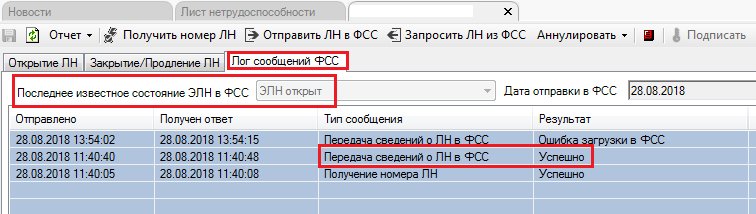 Новости Лист нетрудоспособности
Отчет Получить номер ЛН Отправить ЛН в ФСС Запросить ЛН из ФСС Аннулировать Подписать
Открытие ЛН Закрытие/Продление ЛН Лог сообщений ФСС
Последнее известное состояние ЭЛН в ФСС ЭЛН открыт Дата отправки в ФСС 28.08.2018
Отправлено Получен ответ Тип сообщения Результат
28.08.2018 13:54:02 28.08.2018 13:54:15 Передача сведений о ЛН в ФСС Ошибка загрузки в ФСС
28.08.2018 11:40:40 28.08.2018 11:40:48 Передача сведений о ЛН в ФСС Успешно
28.08.2018 11:40:05 28.08.2018 11:40:08 Получение номера ЛН Успешно